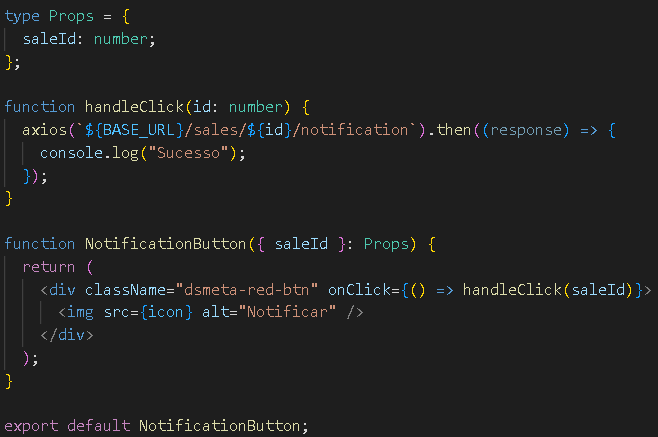 type Props = {
  saleId: number;
};

function handleClick(id: number) {
  axios(`${BASE_URL}/sales/${id}/notification`).then((response) => {
    console.log("Sucesso");
  });
}

function NotificationButton({ saleId }: Props) {
  return (
    <div className="dsmeta-red-btn" onClick={() => handleClick(saleId)}>
      <img src={icon} alt="Notificar" />
    </div>
  );
}

export default NotificationButton;